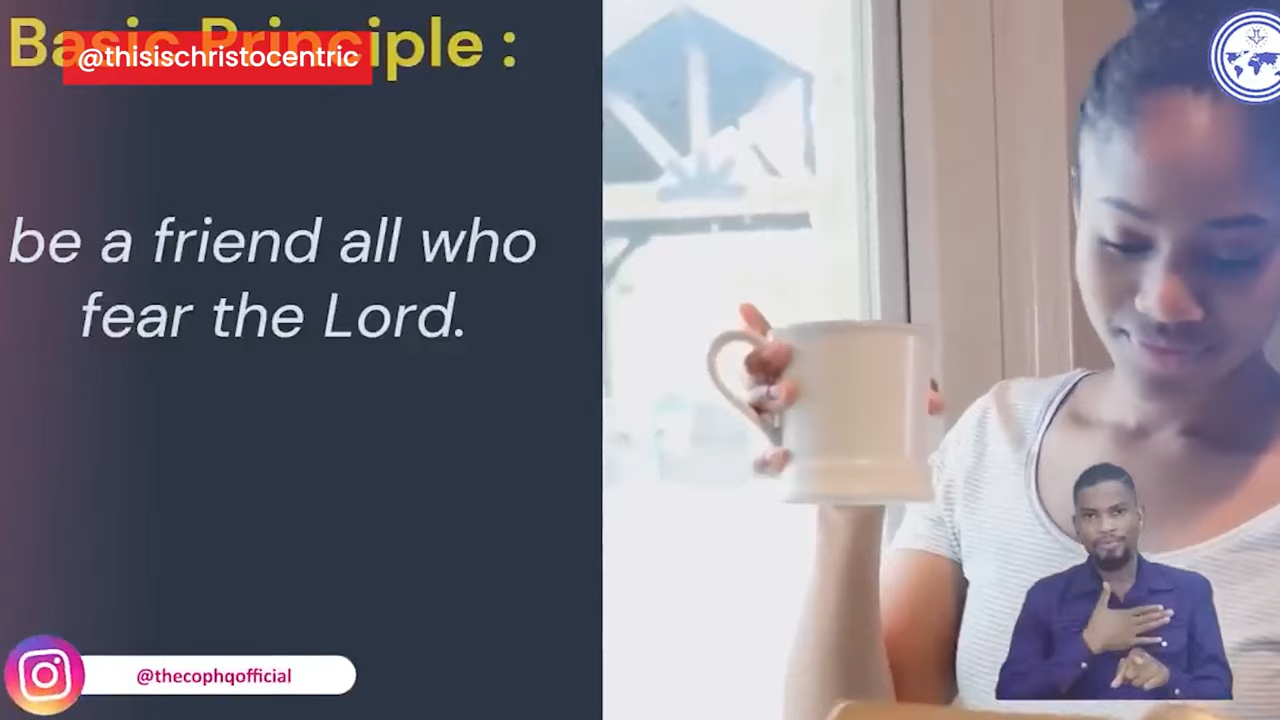 Basic Principle :
@thisischristocentric
be a friend all who
fear the Lord.
@thecophqofficial